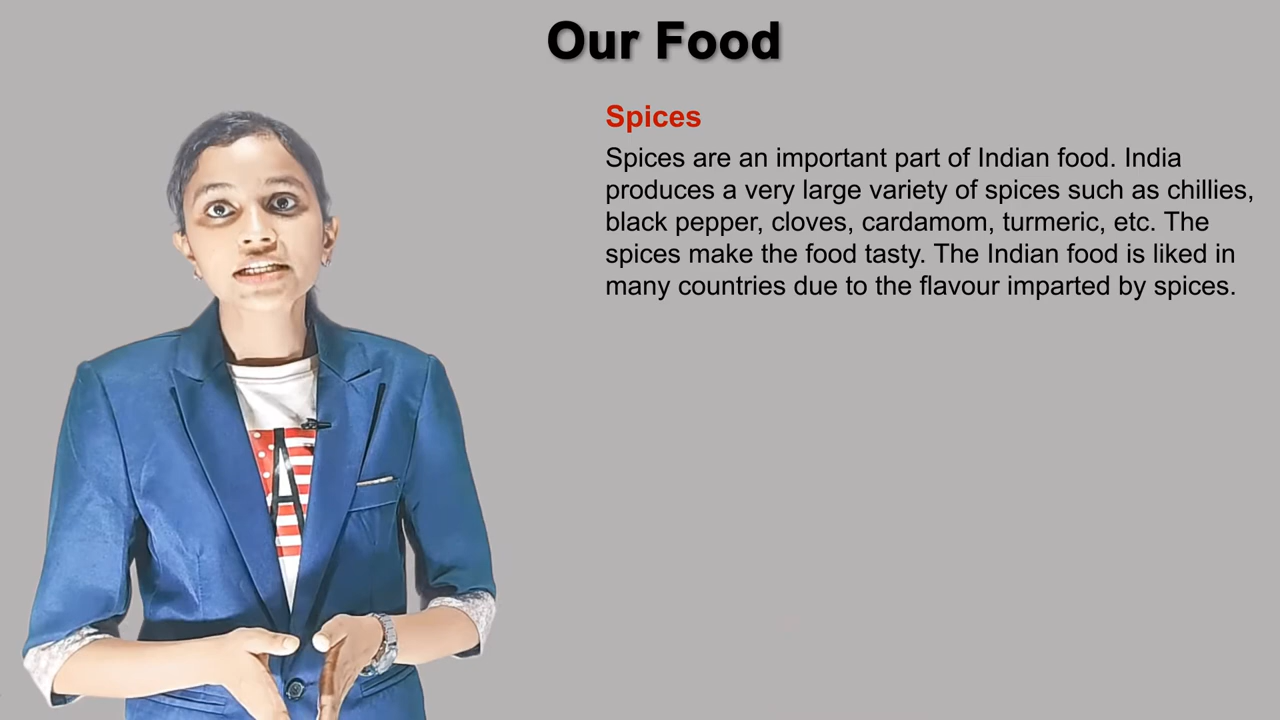 Our Food
Spices
Spices are an important part of Indian food. India
produces a very large variety of spices such as chillies,
black pepper, cloves, cardamom, turmeric, etc. The
spices make the food tasty. The Indian food is liked in
many countries due to the flavour imparted by spices.
A